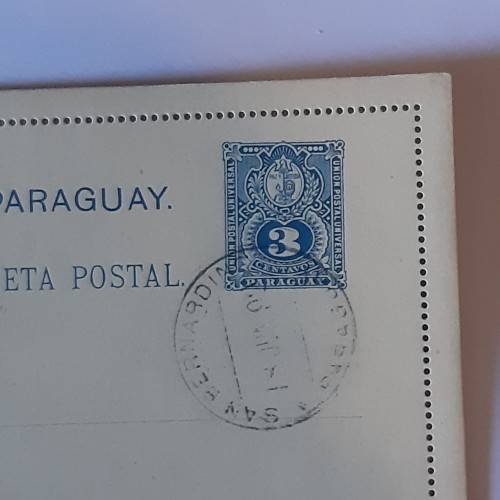 PARAGUAY.
ETA POSTAL.
UNION POSTAL UNIVERSAL
UNION POSTAL UNIVERSAL
3
CENTAVOS
PARAGUAY
SAN BERNARDINO